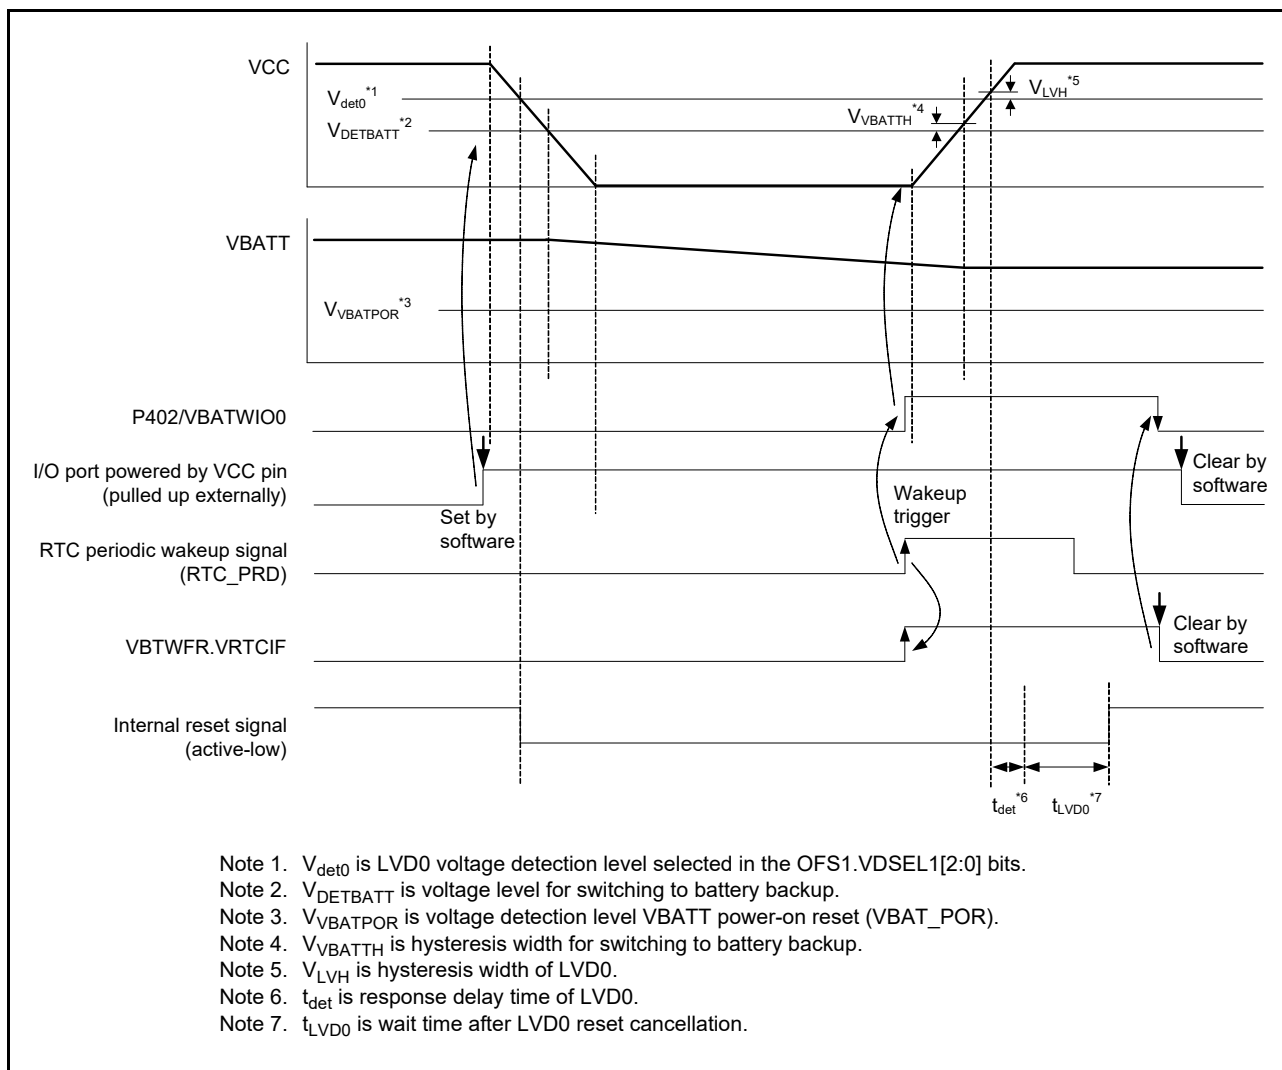 VCC
Vdet0*1
VLVH*5
VVBATTH*4
VDETBATT*2
VBATT
VVBATPOR*3
P402/VBATWIO0
I/O port powered by VCC pin
(pulled up externally)
Clear by
software
Set by
software
Wakeup
trigger
RTC periodic wakeup signal
(RTC_PRD)
VBTWFR.VRTCIF
Clear by
software
Internal reset signal
(active-low)
tdet*6
tLVD0*7
Note 1. Vdet0 is LVD0 voltage detection level selected in the OFS1.VDSEL1[2:0] bits.
Note 2. VDETBATT is voltage level for switching to battery backup.
Note 3. VVBATPOR is voltage detection level VBATT power-on reset (VBAT_POR).
Note 4. VVBATTH is hysteresis width for switching to battery backup.
Note 5. VLVH is hysteresis width of LVD0.
Note 6. tdet is response delay time of LVD0.
Note 7. tLVD0 is wait time after LVD0 reset cancellation.